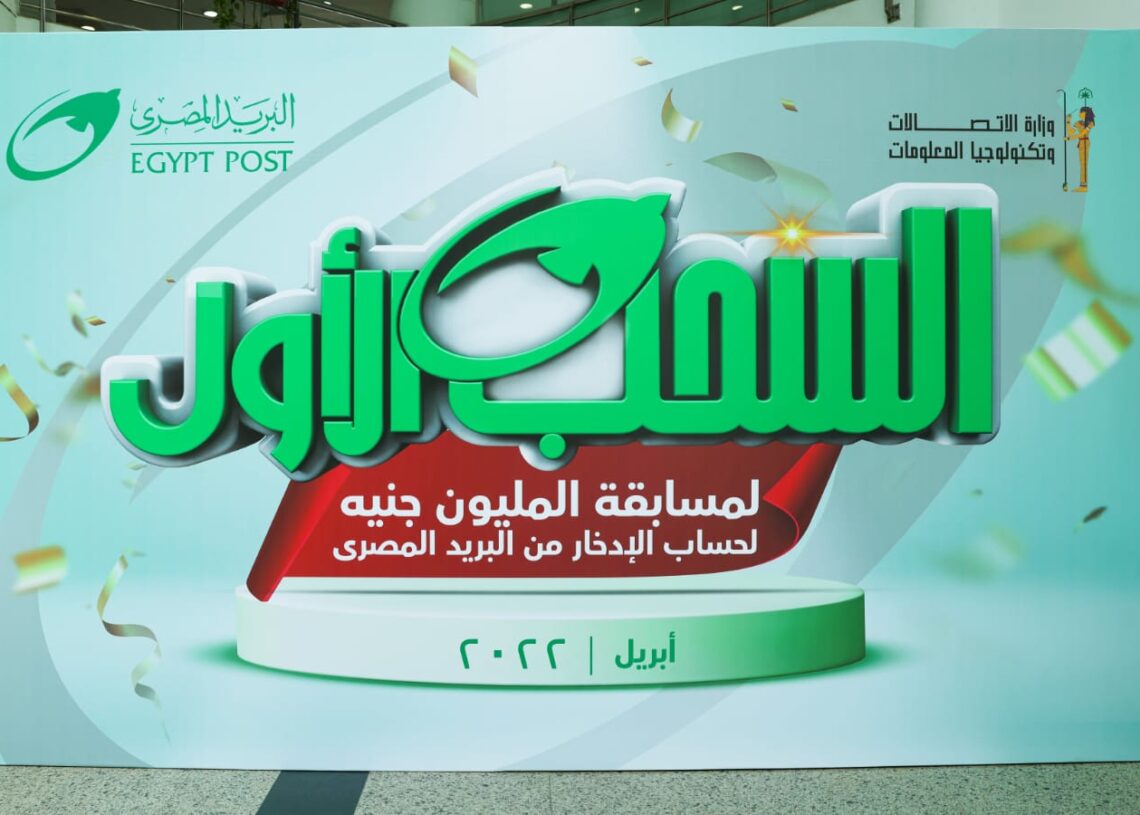 البريد المصرى
EGYPT POST
وزارة الاتصالات
وتكنولوجيا المعلومات
السحب الأول
لمسابقة المليون جنيه
لحساب الإدخار من البريد المصرى
أبريل | ٢٠٢٢